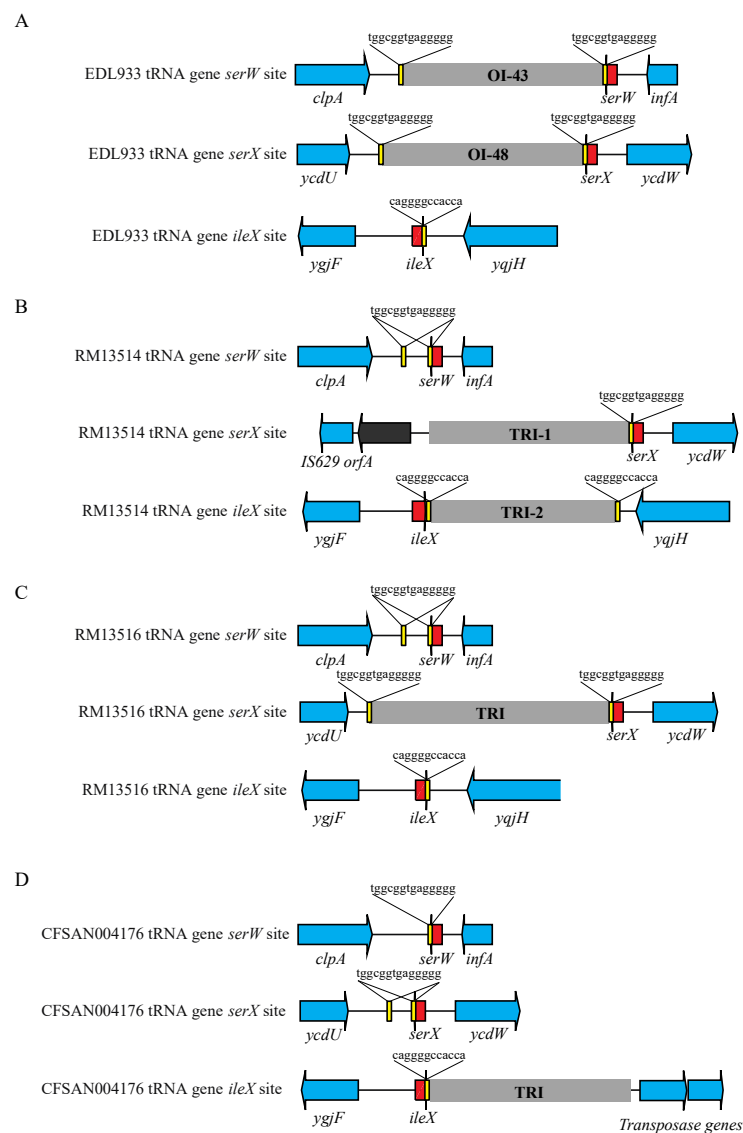 A
tggcggtgaggggg tggcggtgaggggg
EDL933 tRNA gene serW site OI-43
clpA serW infA
tggcggtgaggggg tggcggtgaggggg
EDL933 tRNA gene serX site OI-48
ycdU serX ycdW
caggggccacca
EDL933 tRNA gene ileX site
ygjF ileX yqjH
B
tggcggtgaggggg
RM13514 tRNA gene serW site
clpA serW infA
tggcggtgaggggg
RM13514 tRNA gene serX site TRI-1
IS629 orfA serX ycdW
caggggccacca caggggccacca
RM13514 tRNA gene ileX site TRI-2
ygjF ileX yqjH
C
tggcggtgaggggg
RM13516 tRNA gene serW site
clpA serW infA
tggcggtgaggggg tggcggtgaggggg
RM13516 tRNA gene serX site TRI
ycdU serX ycdW
caggggccacca
RM13516 tRNA gene ileX site
ygjF ileX yqjH
D
tggcggtgaggggg
CFSAN004176 tRNA gene serW site
clpA serW infA
tggcggtgaggggg
CFSAN004176 tRNA gene serX site
ycdU serX ycdW
caggggccacca
CFSAN004176 tRNA gene ileX site TRI
ygjF ileX Transposase genes